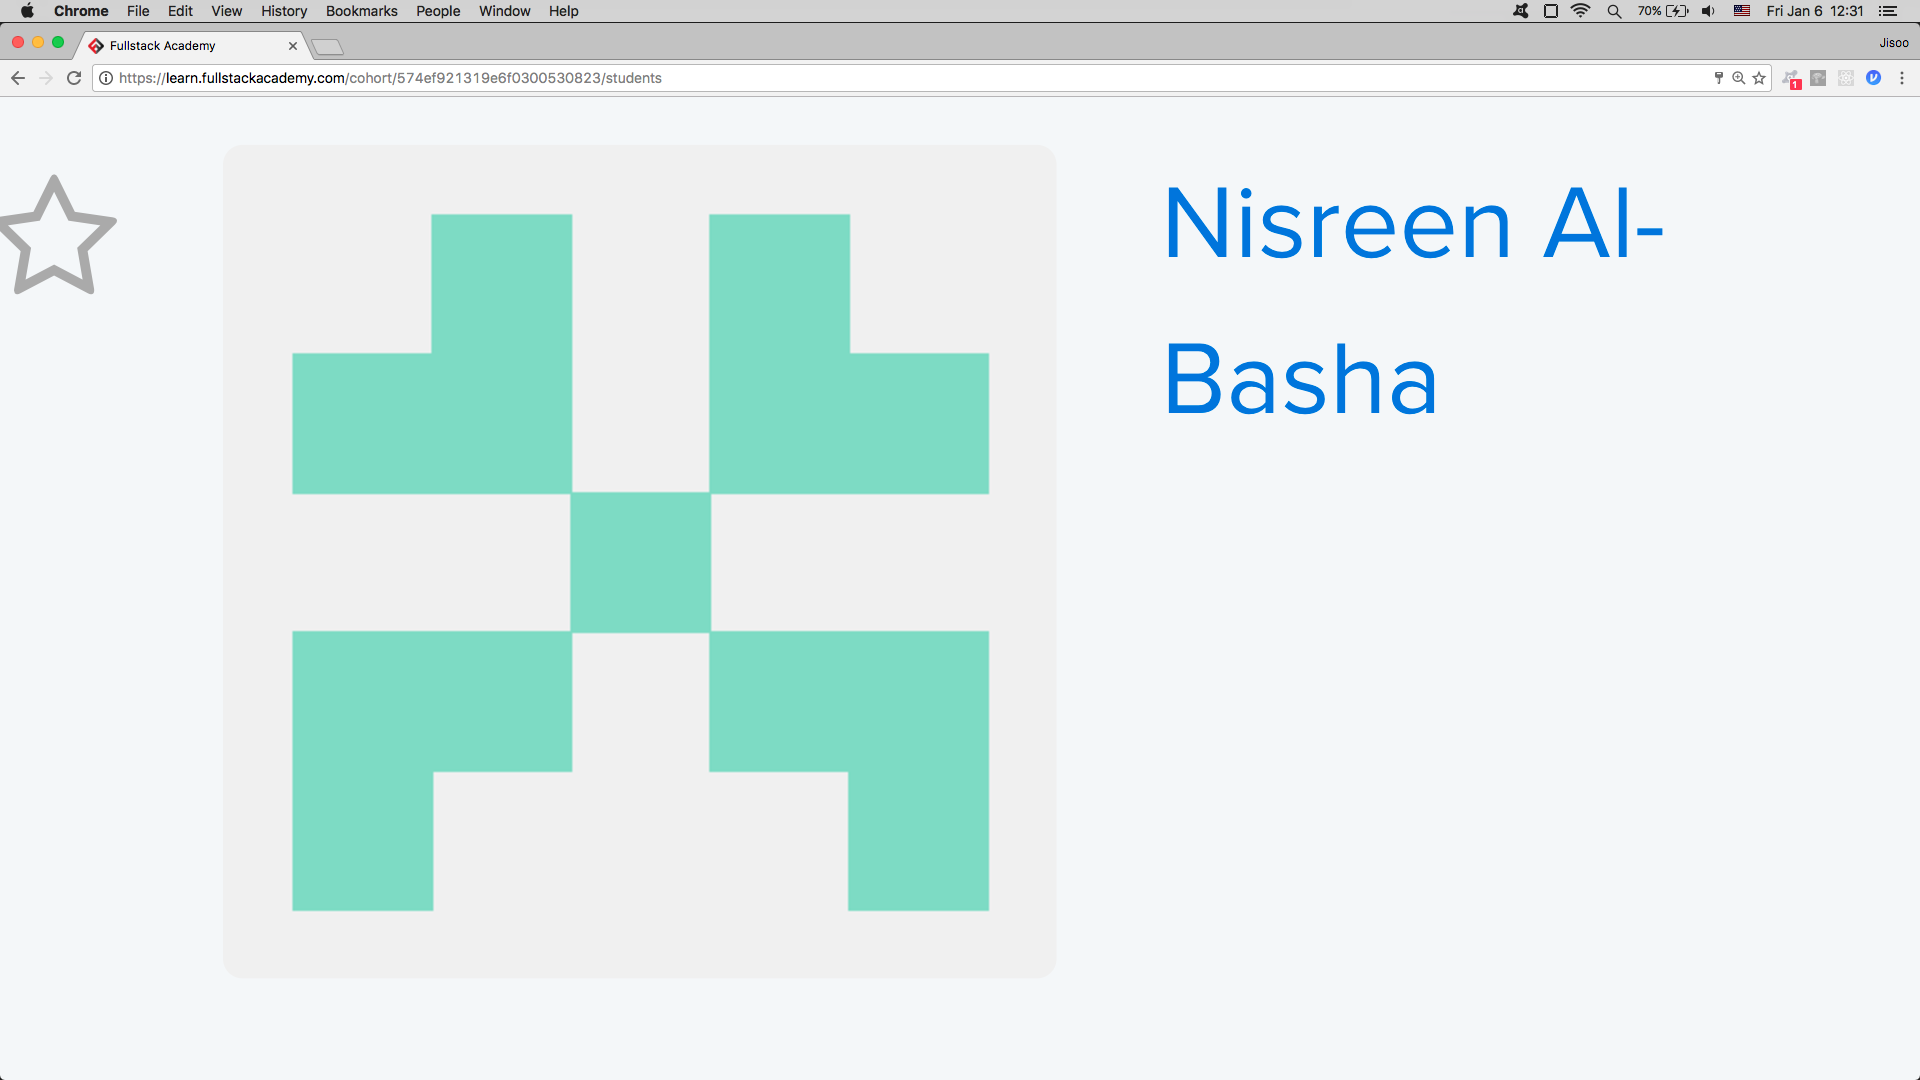 Chrome File Edit View History Bookmarks People Window Help 70% Fri Jan 6 12:31
Fullstack Academy Jisoo
https://learn.fullstackacademy.com/cohort/574ef921319e6f0300530823/students 1
Nisreen Al-
Basha